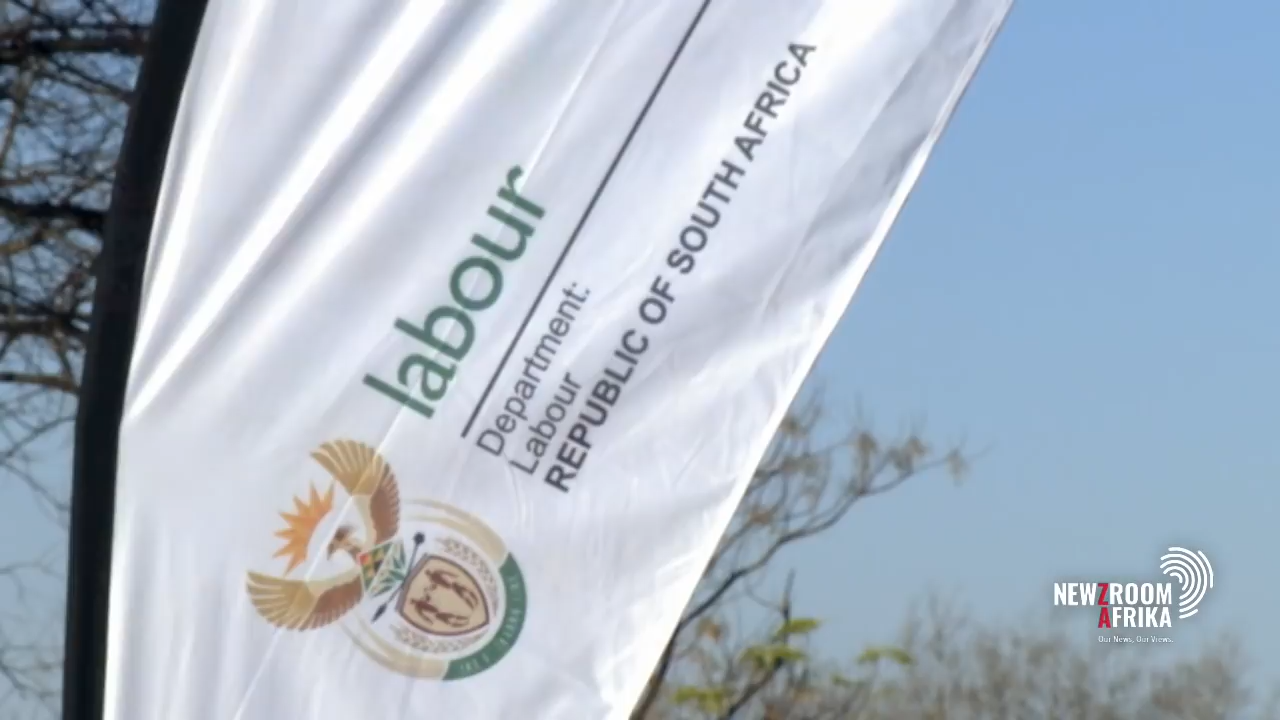 labour
Department:
Labour
REPUBLIC OF SOUTH AFRICA
NEWZROOM
AFRIKA
Our News, Our Views.